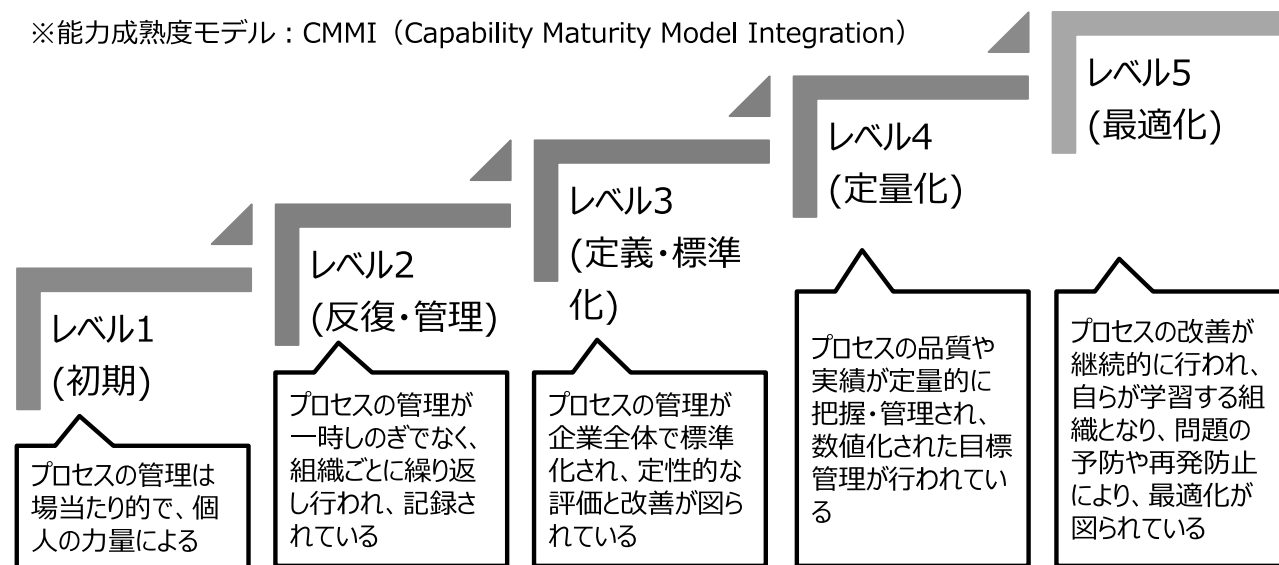 ※能力成熟度モデル：CMMI（Capability Maturity Model Integration）
レベル1
(初期)
プロセスの管理は
場当たり的で、個
人の力量による
レベル2
(反復・管理)
プロセスの管理が
一時しのぎでなく、
組織ごとに繰り返
し行われ、記録さ
れている
レベル3
(定義・標準
化)
プロセスの管理が
企業全体で標準
化され、定性的な
評価と改善が図ら
れている
レベル4
(定量化)
プロセスの品質や
実績が定量的に
把握・管理され、
数値化された目標
管理が行われてい
る
レベル5
(最適化)
プロセスの改善が
継続的に行われ、
自らが学習する組
織となり、問題の
予防や再発防止
により、最適化が
図られている